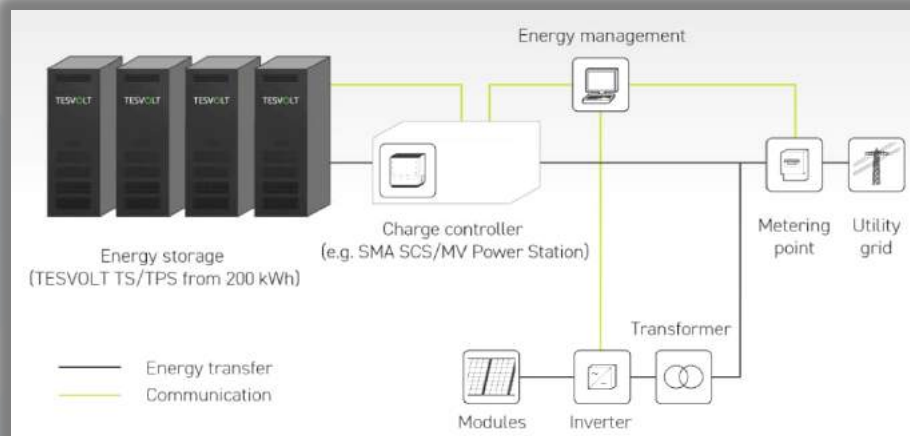 Energy management
TESVOLT
TESVOLT
TESVOLT
TESVOLT
Energy storage
(TESVOLT TS/TPS from 200 kWh)
Charge controller
(e.g. SMA SCS/MV Power Station)
Metering
point
Utility
grid
Transformer
Energy transfer
Communication
Modules
Inverter